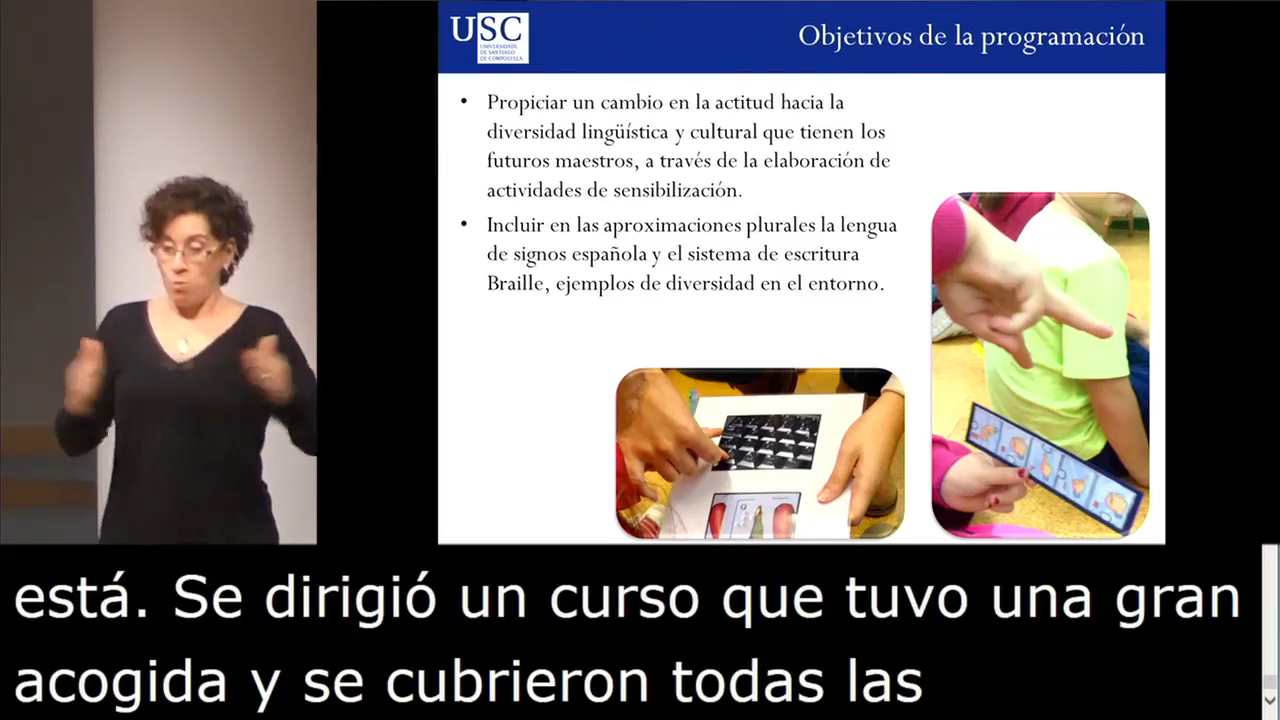 USC
UNIVERSIDADE
DE SANTIAGO
DE COMPOSTELA
Objetivos de la programación
• Propiciar un cambio en la actitud hacia la
diversidad lingüística y cultural que tienen los
futuros maestros, a través de la elaboración de
actividades de sensibilización.
• Incluir en las aproximaciones plurales la lengua
de signos española y el sistema de escritura
Braille, ejemplos de diversidad en el entorno.
está. Se dirigió un curso que tuvo una gran
acogida y se cubrieron todas las